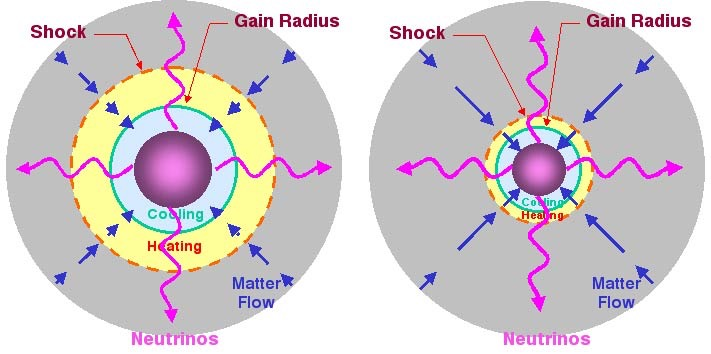 Shock
Gain Radius
Cooling
Heating
Matter
Flow
Neutrinos
Shock
Gain Radius
Cooling
Heating
Matter
Flow
Neutrinos